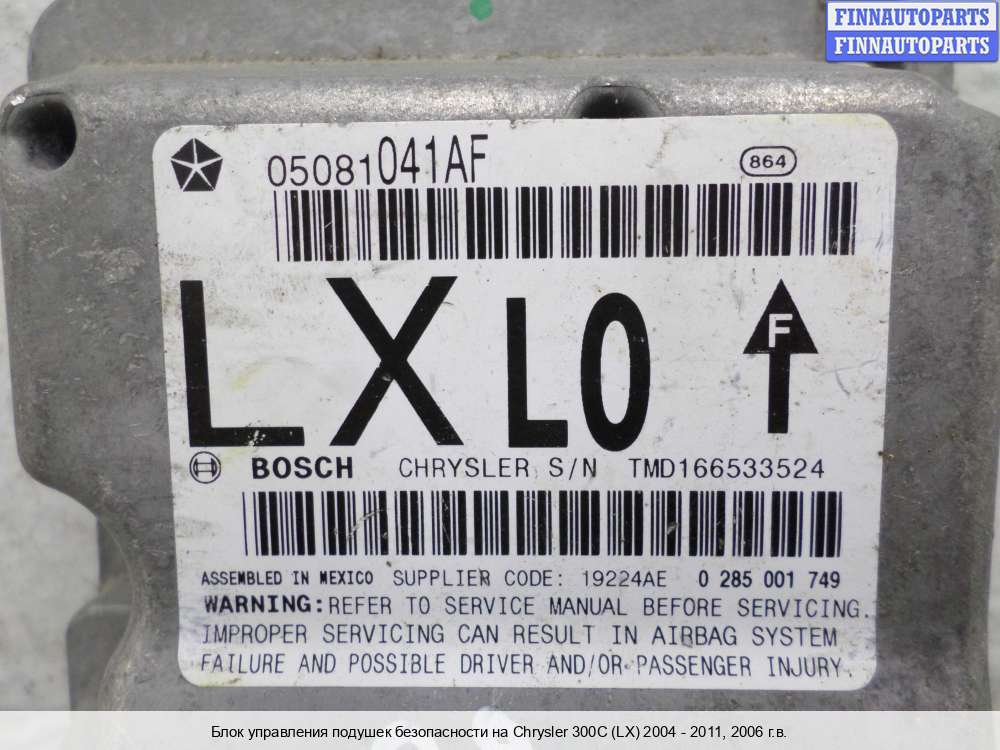 FINNAUTOPARTS
FINNAUTOPARTS
05081041AF
864
LX LO F
BOSCH CHRYSLER S/N TMD166533524
ASSEMBLED IN MEXICO SUPPLIER CODE: 19224AE 0 285 001 749
WARNING: REFER TO SERVICE MANUAL BEFORE SERVICING.
IMPROPER SERVICING CAN RESULT IN AIRBAG SYSTEM
FAILURE AND POSSIBLE DRIVER AND/OR PASSENGER INJURY.
Блок управления подушек безопасности на Chrysler 300C (LX) 2004 - 2011, 2006 г.в.